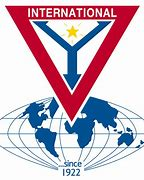 INTERNATIONAL
...since
1922